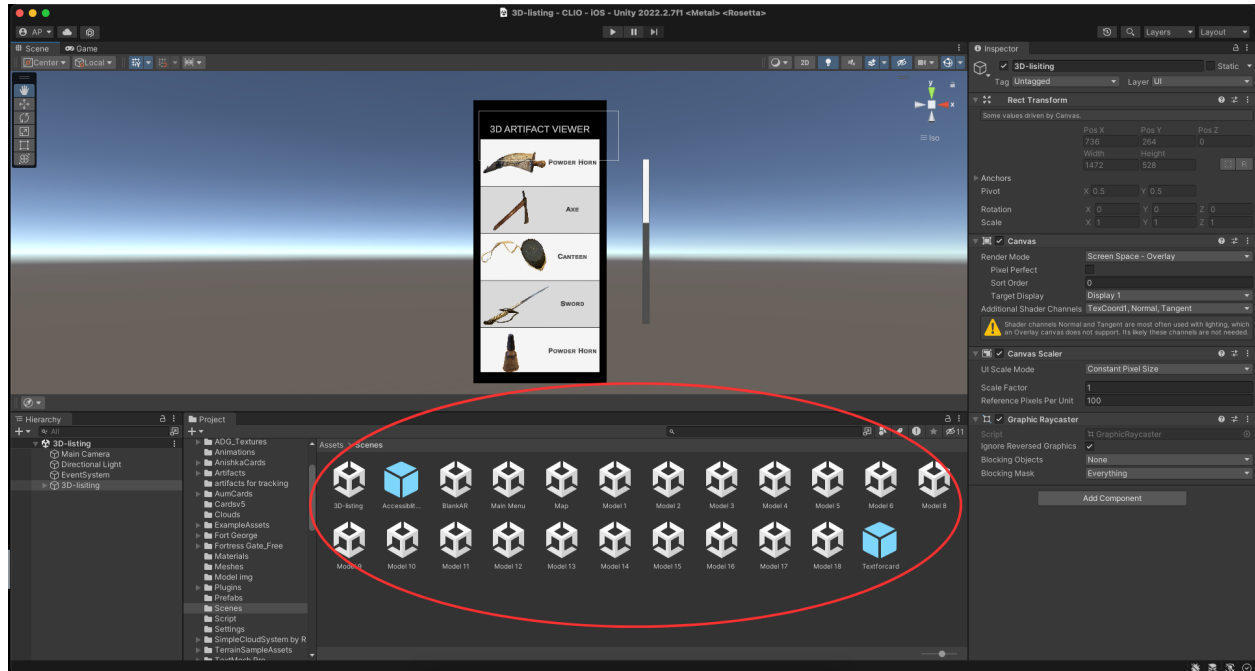 3D-listing - CLIO - iOS - Unity 2022.2.7f1 <Metal> <Rosetta>
AP
Layers
Layout
Scene
Game
Center
Local
2D
y
x
Iso
3D ARTIFACT VIEWER
POWDER HORN
AXE
CANTEEN
SWORD
POWDER HORN
Inspector
3D-lisiting
Static
Tag Untagged
Layer UI
Rect Transform
Some values driven by Canvas.
Pos X Pos Y Pos Z
736 264 0
Width Height
1472 528
R
Anchors
Pivot X 0.5 Y 0.5
Rotation X 0 Y 0 Z 0
Scale X 1 Y 1 Z 1
Canvas
Render Mode Screen Space - Overlay
Pixel Perfect
Sort Order 0
Target Display Display 1
Additional Shader Channels TexCoord1, Normal, Tangent
Shader channels Normal and Tangent are most often used with lighting, which
an Overlay canvas does not support. Its likely these channels are not needed.
Canvas Scaler
UI Scale Mode Constant Pixel Size
Scale Factor 1
Reference Pixels Per Unit 100
Graphic Raycaster
Script GraphicRaycaster
Ignore Reversed Graphics
Blocking Objects None
Blocking Mask Everything
Add Component
Hierarchy
All
3D-listing
Main Camera
Directional Light
EventSystem
3D-lisiting
Project
11
ADG_Textures
Animations
AnishkaCards
Artifacts
artifacts for tracking
AumCards
Cardsv5
Clouds
ExampleAssets
Fort George
Fortress Gate_Free
Materials
Meshes
Model img
Plugins
Prefabs
Scenes
Script
Settings
SimpleCloudSystem by R
TerrainSampleAssets
TextMesh Pro
Assets > Scenes
3D-listing Accessibilt... BlankAR Main Menu Map Model 1 Model 2 Model 3 Model 4 Model 5 Model 6 Model 8
Model 9 Model 10 Model 11 Model 12 Model 13 Model 14 Model 15 Model 16 Model 17 Model 18 Textforcard